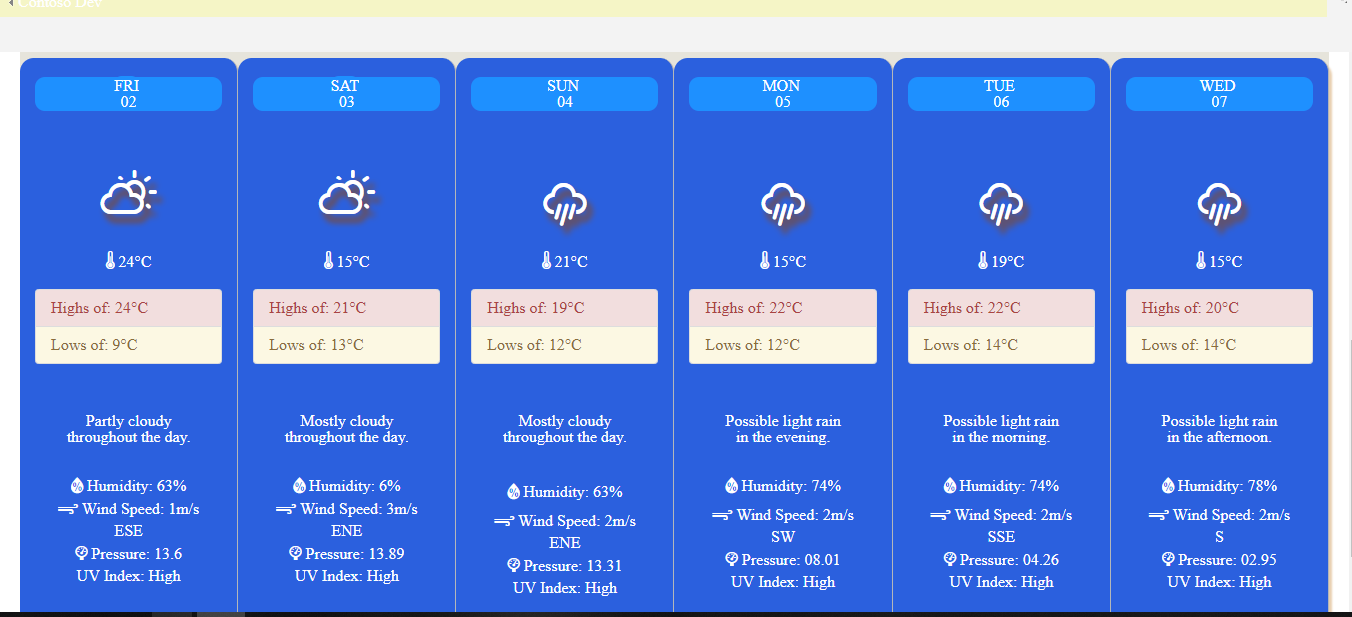 Contoso Dev
FRI
02
24°C
Highs of: 24°C
Lows of: 9°C
Partly cloudy
throughout the day.
Humidity: 63%
Wind Speed: 1m/s
ESE
Pressure: 13.6
UV Index: High
SAT
03
15°C
Highs of: 21°C
Lows of: 13°C
Mostly cloudy
throughout the day.
Humidity: 6%
Wind Speed: 3m/s
ENE
Pressure: 13.89
UV Index: High
SUN
04
21°C
Highs of: 19°C
Lows of: 12°C
Mostly cloudy
throughout the day.
Humidity: 63%
Wind Speed: 2m/s
ENE
Pressure: 13.31
UV Index: High
MON
05
15°C
Highs of: 22°C
Lows of: 12°C
Possible light rain
in the evening.
Humidity: 74%
Wind Speed: 2m/s
SW
Pressure: 08.01
UV Index: High
TUE
06
19°C
Highs of: 22°C
Lows of: 14°C
Possible light rain
in the morning.
Humidity: 74%
Wind Speed: 2m/s
SSE
Pressure: 04.26
UV Index: High
WED
07
15°C
Highs of: 20°C
Lows of: 14°C
Possible light rain
in the afternoon.
Humidity: 78%
Wind Speed: 2m/s
S
Pressure: 02.95
UV Index: High